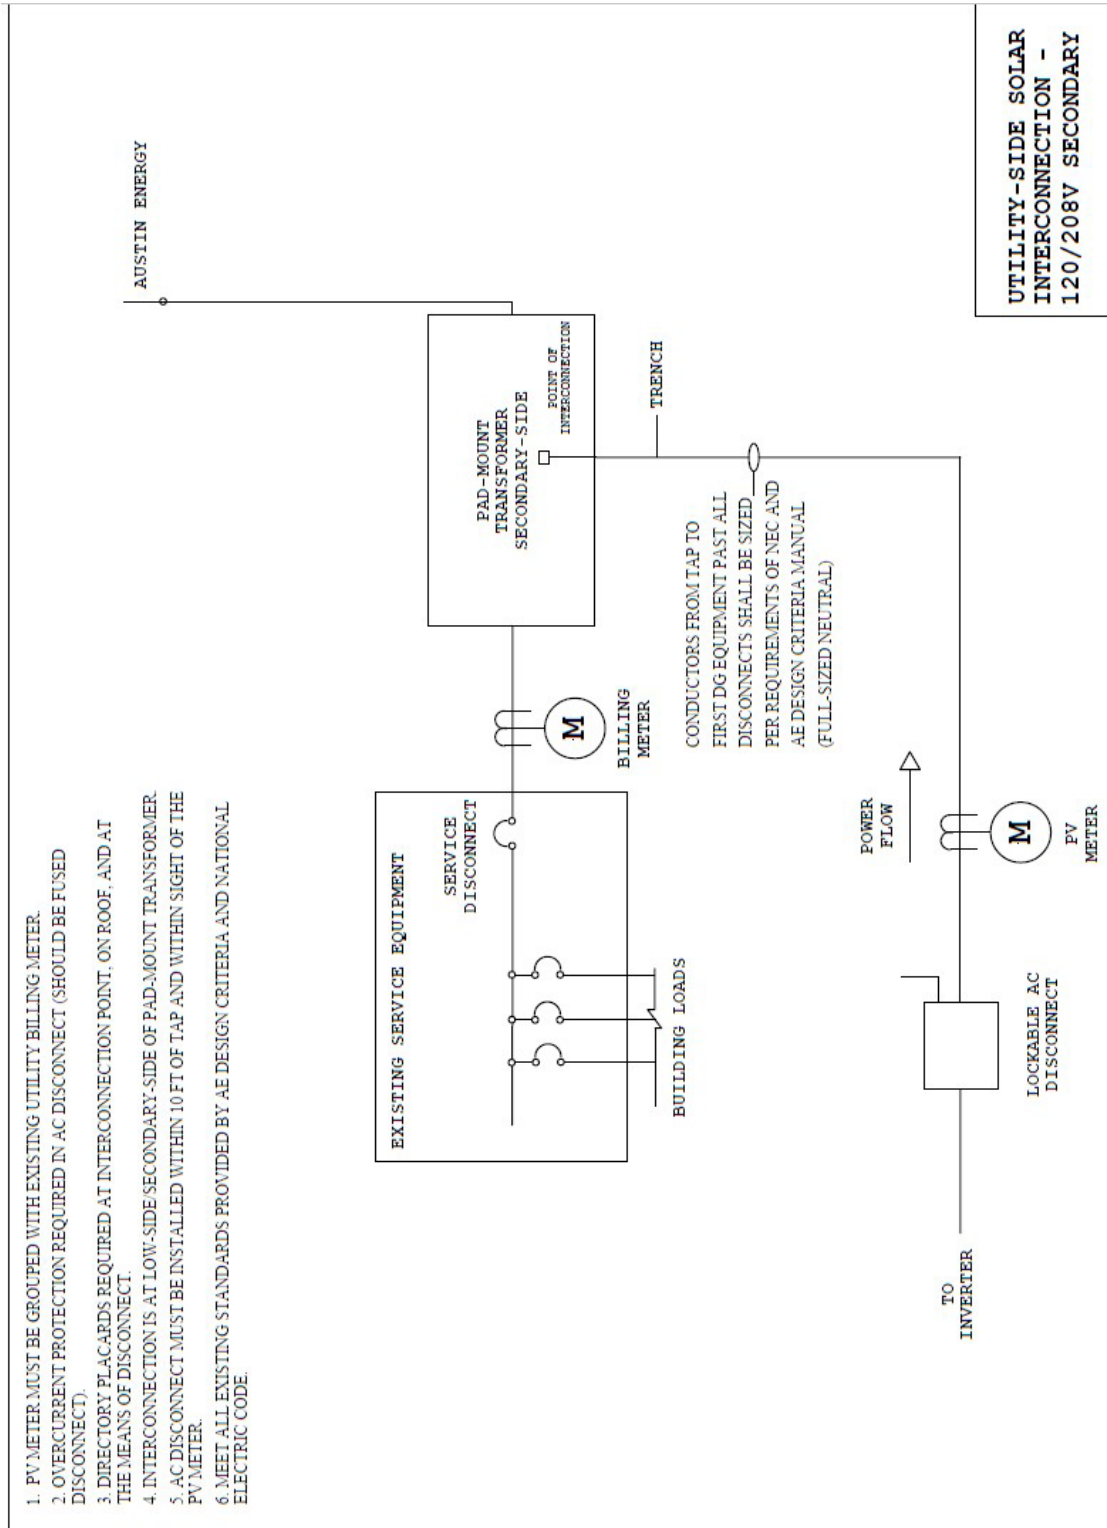 1. PV METER MUST BE GROUPED WITH EXISTING UTILITY BILLING METER.
2. OVERCURRENT PROTECTION REQUIRED IN AC DISCONNECT (SHOULD BE FUSED
DISCONNECT).
3. DIRECTORY PLACARDS REQUIRED AT INTERCONNECTION POINT, ON ROOF, AND AT
THE MEANS OF DISCONNECT.
4. INTERCONNECTION IS AT LOW-SIDE/SECONDARY-SIDE OF PAD-MOUNT TRANSFORMER.
5. AC DISCONNECT MUST BE INSTALLED WITHIN 10 FT OF TAP AND WITHIN SIGHT OF THE
PV METER.
6. MEET ALL EXISTING STANDARDS PROVIDED BY AE DESIGN CRITERIA AND NATIONAL
ELECTRIC CODE.
AUSTIN ENERGY
EXISTING SERVICE EQUIPMENT
SERVICE
DISCONNECT
BUILDING LOADS
M
BILLING
METER
PAD-MOUNT
TRANSFORMER
SECONDARY-SIDE
POINT OF
INTERCONNECTION
TRENCH
CONDUCTORS FROM TAP TO
FIRST DG EQUIPMENT PAST ALL
DISCONNECTS SHALL BE SIZED
PER REQUIREMENTS OF NEC AND
AE DESIGN CRITERIA MANUAL
(FULL-SIZED NEUTRAL)
POWER
FLOW
TO
INVERTER
LOCKABLE AC
DISCONNECT
M
PV
METER
UTILITY-SIDE SOLAR
INTERCONNECTION -
120/208V SECONDARY